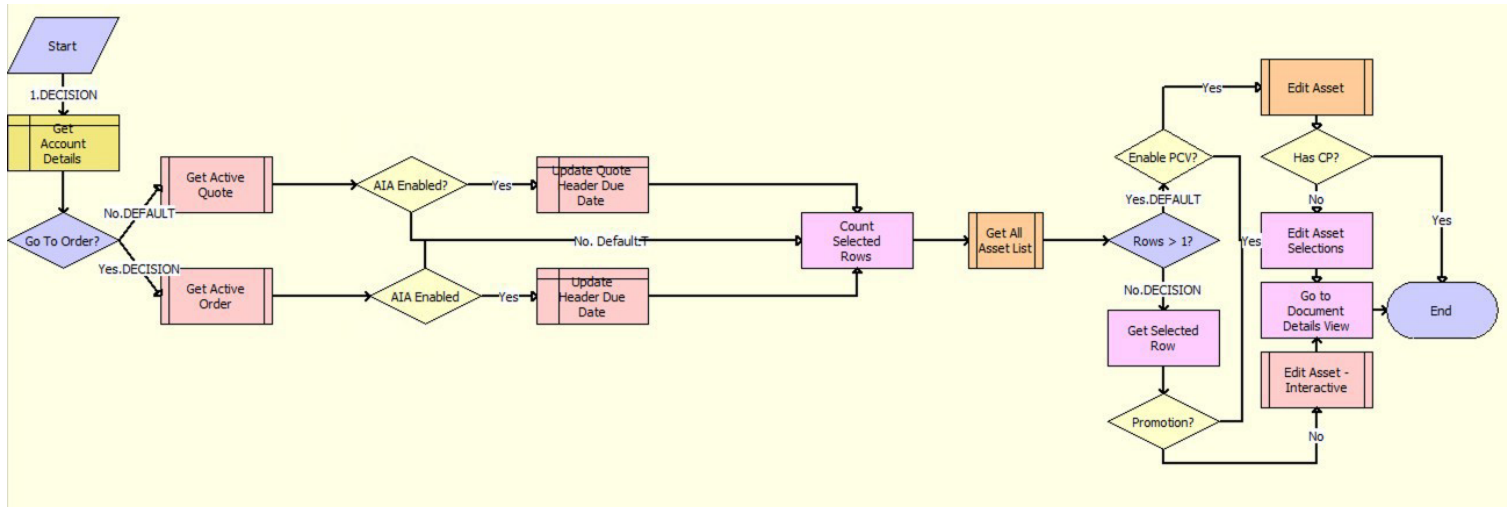 Start
1.DECISION
Get
Account
Details
Go To Order?
No.DEFAULT
Yes.DECISION
Get Active
Quote
Get Active
Order
AIA Enabled?
Yes
AIA Enabled
Yes
Update Quote
Header Due
Date
No. Default.T
Update
Header Due
Date
Count
Selected
Rows
Get All
Asset List
Rows > 1?
Yes.DEFAULT
Enable PCV?
Yes
Yes
No.DECISION
Get Selected
Row
Promotion?
No
Edit Asset
Has CP?
No
Yes
Edit Asset
Selections
Go to
Document
Details View
Edit Asset -
Interactive
End